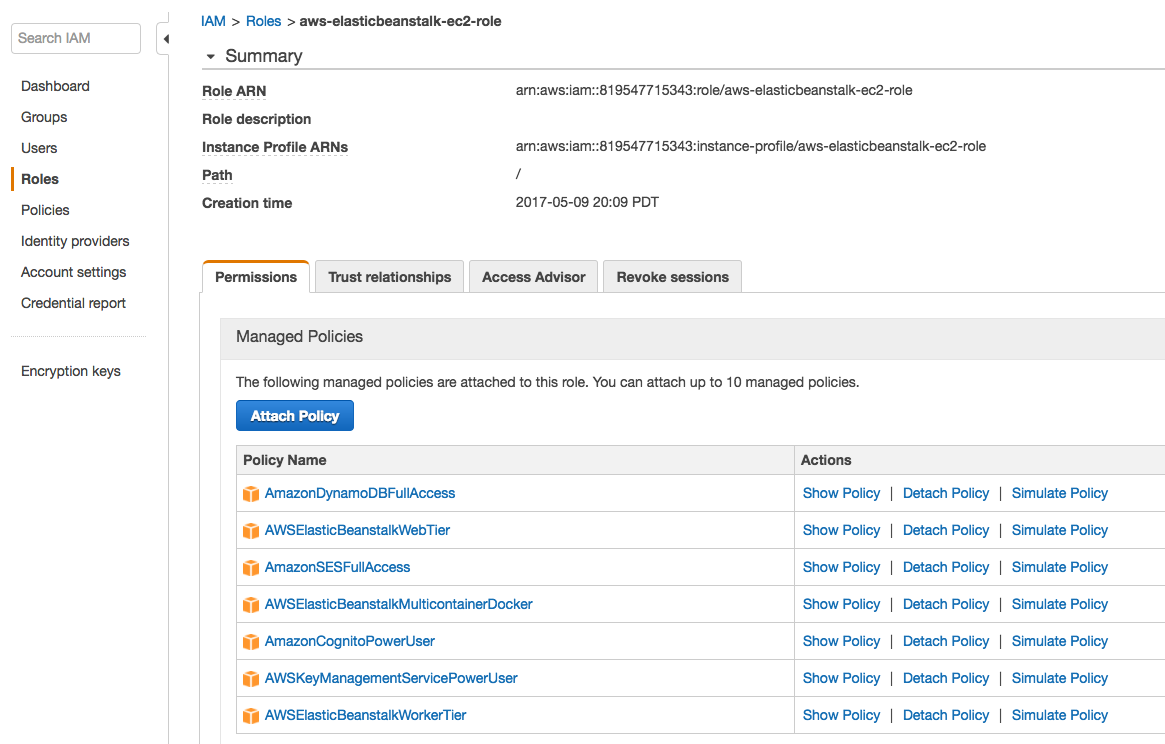 Search IAM
Dashboard
Groups
Users
Roles
Policies
Identity providers
Account settings
Credential report
Encryption keys
IAM > Roles > aws-elasticbeanstalk-ec2-role
Summary
Role ARN arn:aws:iam::819547715343:role/aws-elasticbeanstalk-ec2-role
Role description
Instance Profile ARNs arn:aws:iam::819547715343:instance-profile/aws-elasticbeanstalk-ec2-role
Path /
Creation time 2017-05-09 20:09 PDT
Permissions Trust relationships Access Advisor Revoke sessions
Managed Policies
The following managed policies are attached to this role. You can attach up to 10 managed policies.
Attach Policy
Policy Name Actions
AmazonDynamoDBFullAccess Show Policy | Detach Policy | Simulate Policy
AWSElasticBeanstalkWebTier Show Policy | Detach Policy | Simulate Policy
AmazonSESFullAccess Show Policy | Detach Policy | Simulate Policy
AWSElasticBeanstalkMulticontainerDocker Show Policy | Detach Policy | Simulate Policy
AmazonCognitoPowerUser Show Policy | Detach Policy | Simulate Policy
AWSKeyManagementServicePowerUser Show Policy | Detach Policy | Simulate Policy
AWSElasticBeanstalkWorkerTier Show Policy | Detach Policy | Simulate Policy